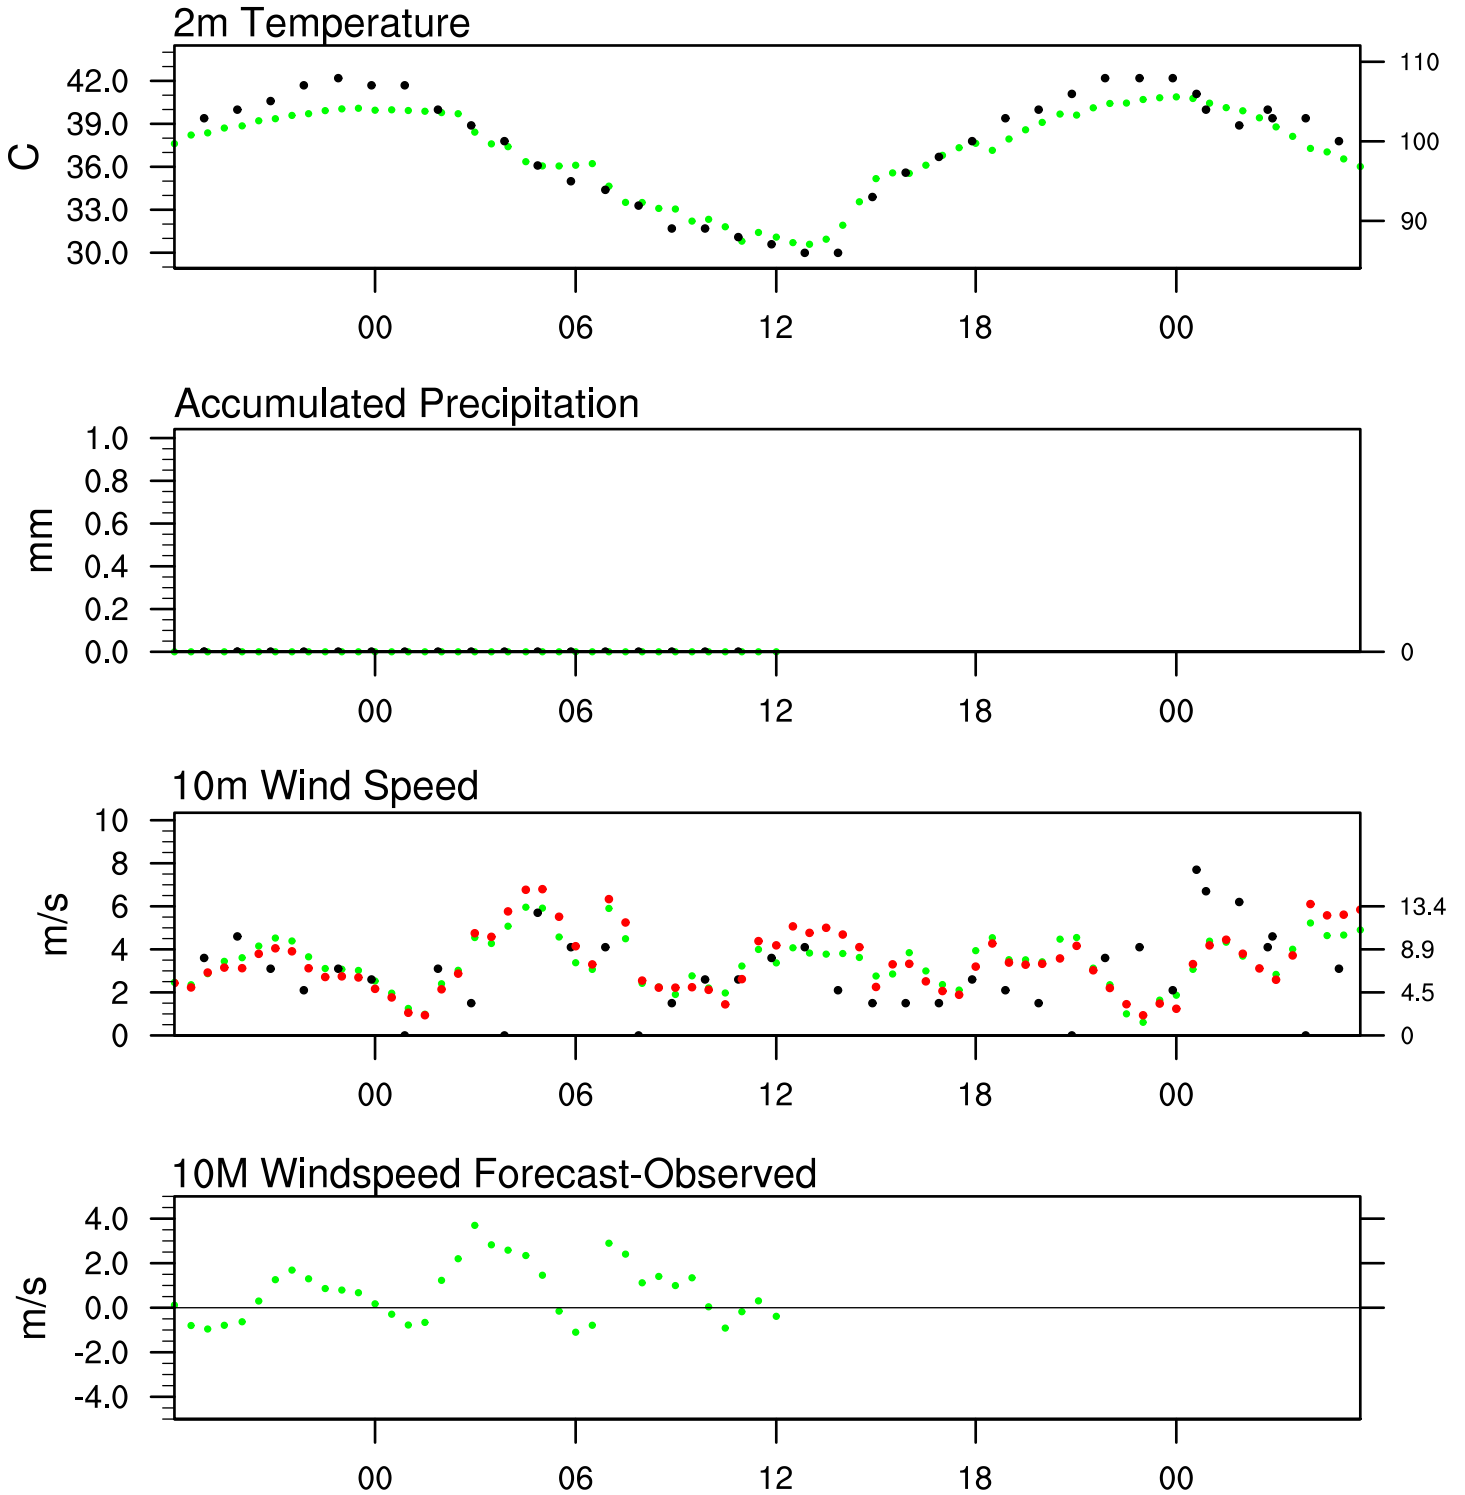 2m Temperature
42.0
39.0
36.0
33.0
30.0
C
110
100
90
00 06 12 18 00
Accumulated Precipitation
1.0
0.8
0.6
0.4
0.2
0.0
mm
0
00 06 12 18 00
10m Wind Speed
10
8
6
4
2
0
m/s
13.4
8.9
4.5
0
00 06 12 18 00
10M Windspeed Forecast-Observed
4.0
2.0
0.0
-2.0
-4.0
m/s
00 06 12 18 00